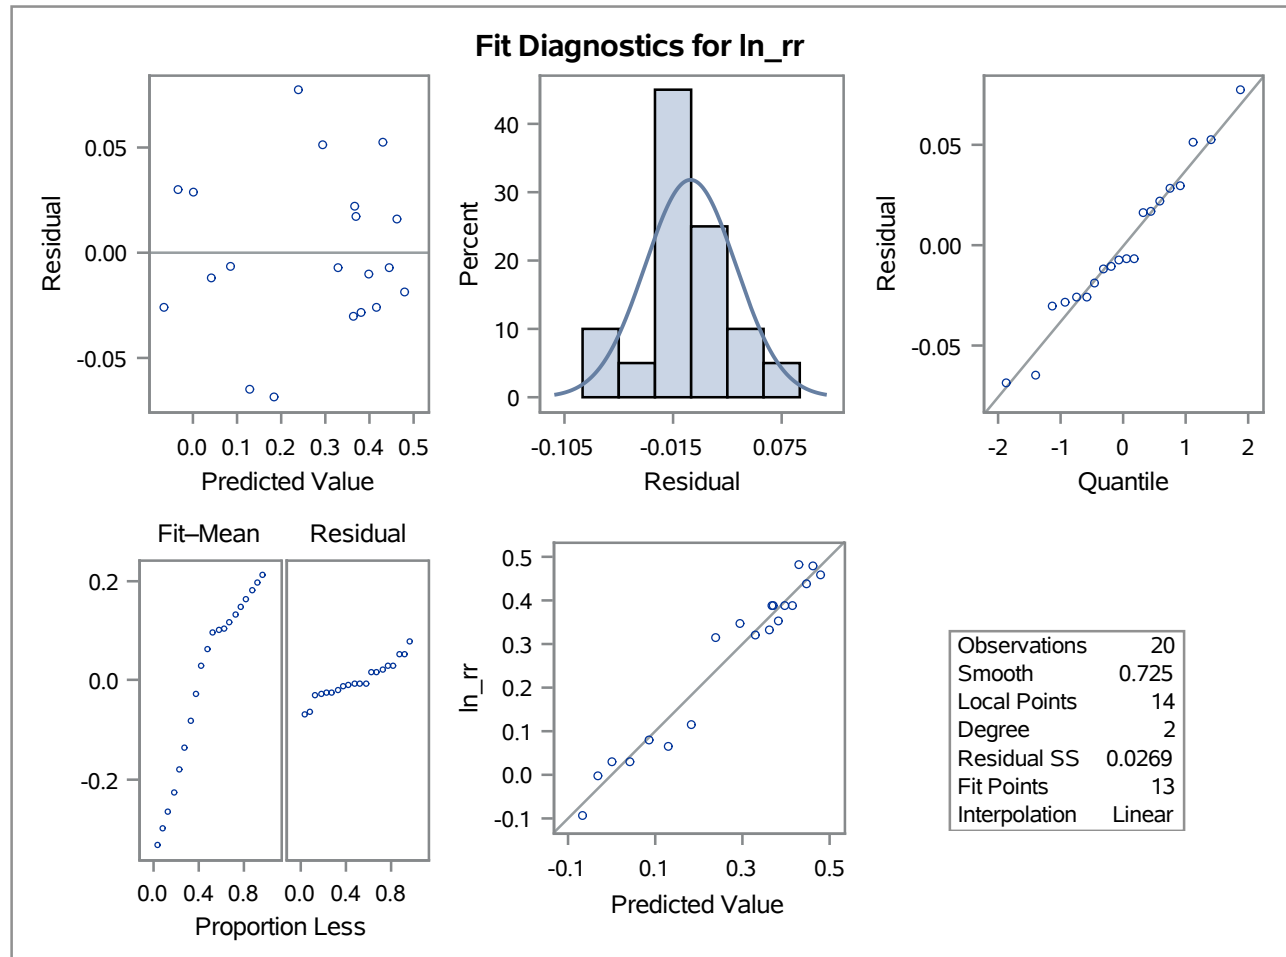 Fit Diagnostics for ln_rr
0.05
0.00
-0.05
Residual
0.0 0.1 0.2 0.3 0.4 0.5
Predicted Value
40
30
20
10
0
Percent
-0.105 -0.015 0.075
Residual
0.05
0.00
-0.05
Residual
-2 -1 0 1 2
Quantile
Fit–Mean Residual
0.2
0.0
-0.2
0.0 0.4 0.8 0.0 0.4 0.8
Proportion Less
0.5
0.4
0.3
0.2
0.1
0.0
-0.1
ln_rr
-0.1 0.1 0.3 0.5
Predicted Value
Observations 20
Smooth 0.725
Local Points 14
Degree 2
Residual SS 0.0269
Fit Points 13
Interpolation Linear